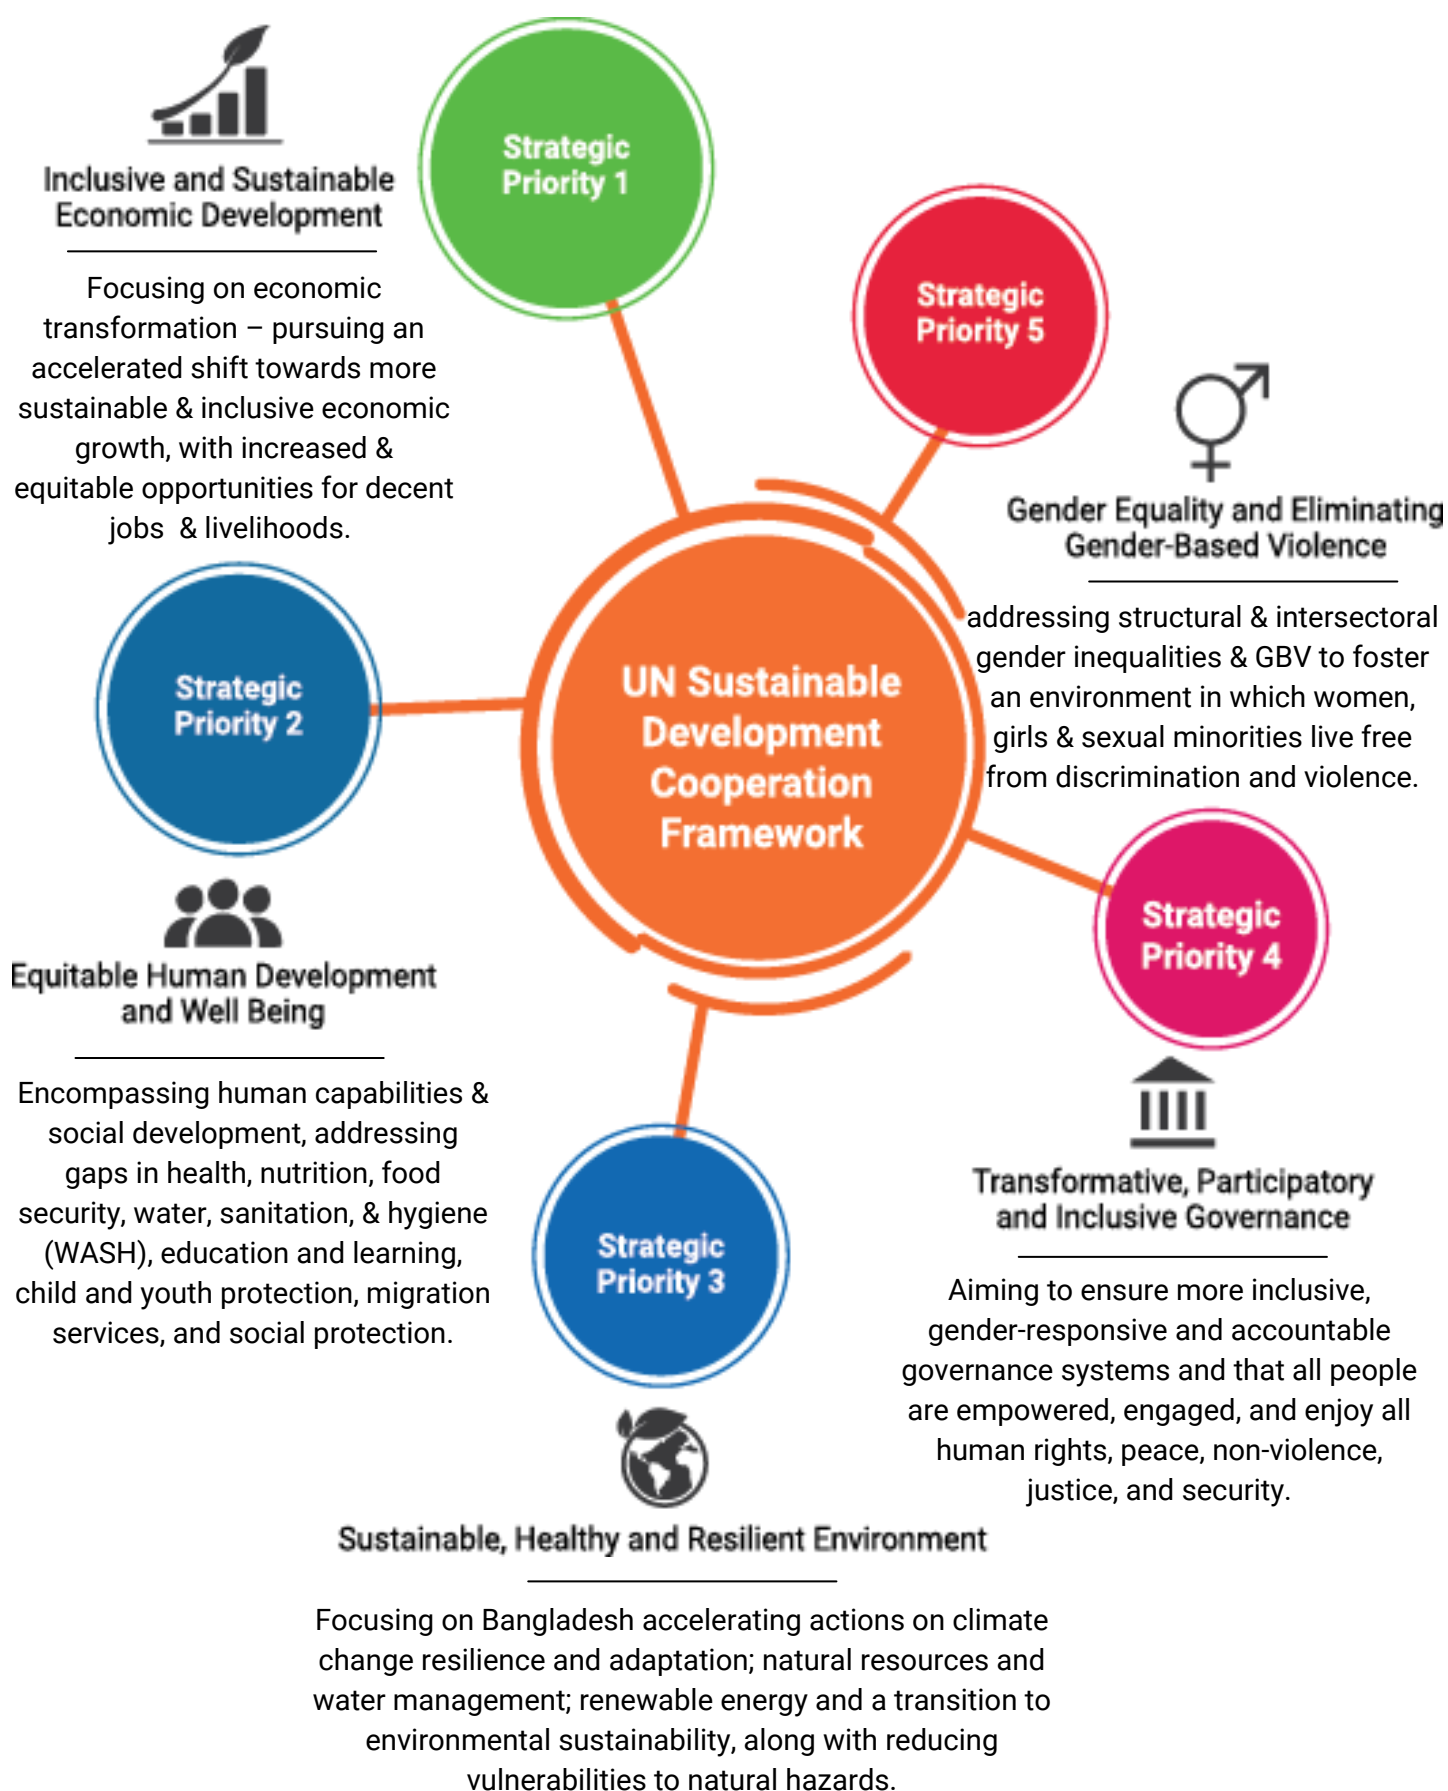 Strategic
Priority 1
Inclusive and Sustainable
Economic Development
Focusing on economic
transformation – pursuing an
accelerated shift towards more
sustainable & inclusive economic
growth, with increased &
equitable opportunities for decent
jobs & livelihoods.
Strategic
Priority 5
Gender Equality and Eliminating
Gender-Based Violence
addressing structural & intersectoral
gender inequalities & GBV to foster
an environment in which women,
girls & sexual minorities live free
from discrimination and violence.
UN Sustainable
Development
Cooperation
Framework
Strategic
Priority 2
Equitable Human Development
and Well Being
Encompassing human capabilities &
social development, addressing
gaps in health, nutrition, food
security, water, sanitation, & hygiene
(WASH), education and learning,
child and youth protection, migration
services, and social protection.
Strategic
Priority 4
Transformative, Participatory
and Inclusive Governance
Aiming to ensure more inclusive,
gender-responsive and accountable
governance systems and that all people
are empowered, engaged, and enjoy all
human rights, peace, non-violence,
justice, and security.
Strategic
Priority 3
Sustainable, Healthy and Resilient Environment
Focusing on Bangladesh accelerating actions on climate
change resilience and adaptation; natural resources and
water management; renewable energy and a transition to
environmental sustainability, along with reducing
vulnerabilities to natural hazards.